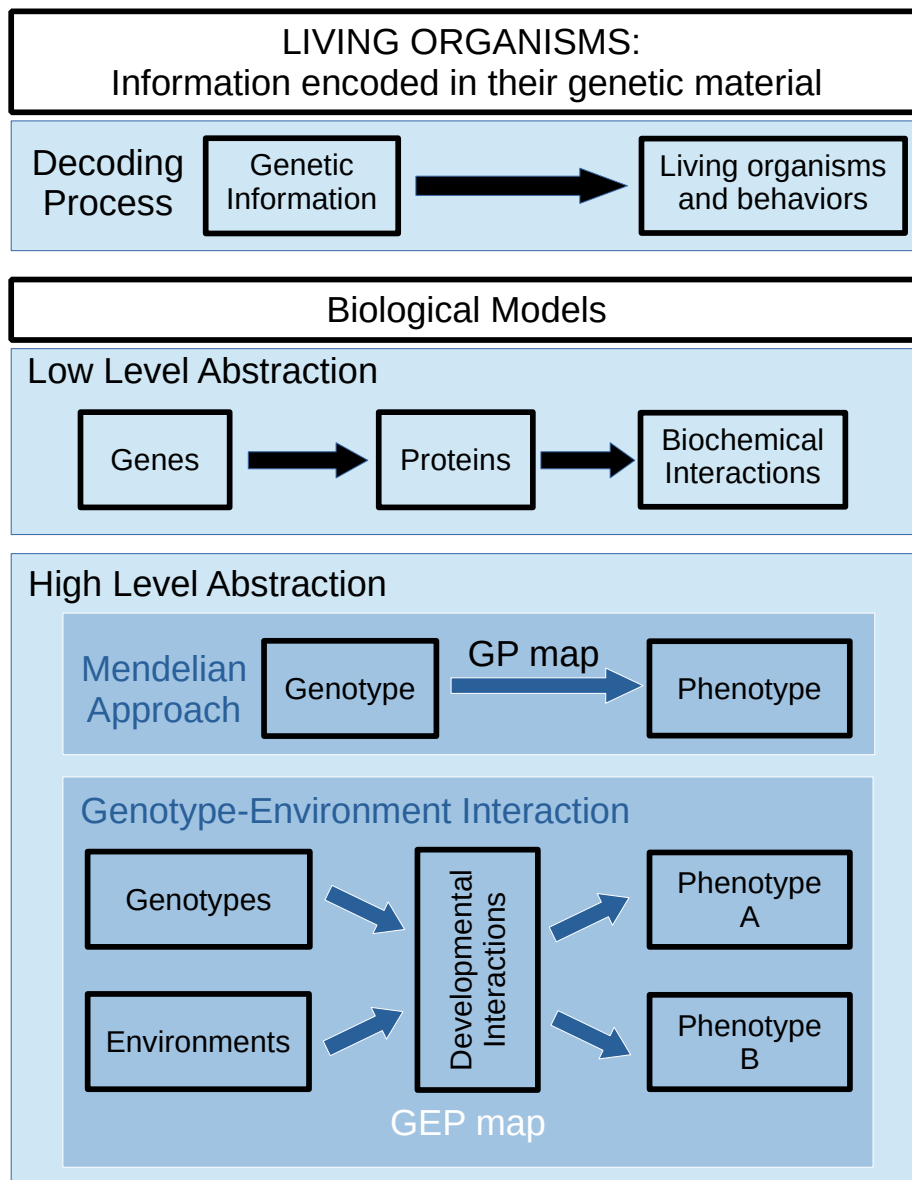 LIVING ORGANISMS:
Information encoded in their genetic material
Decoding
Process
Genetic
Information
Living organisms
and behaviors
Biological Models
Low Level Abstraction
Genes
Proteins
Biochemical
Interactions
High Level Abstraction
Mendelian
Approach
Genotype
GP map
Phenotype
Genotype-Environment Interaction
Genotypes
Environments
Developmental
Interactions
Phenotype
A
Phenotype
B
GEP map